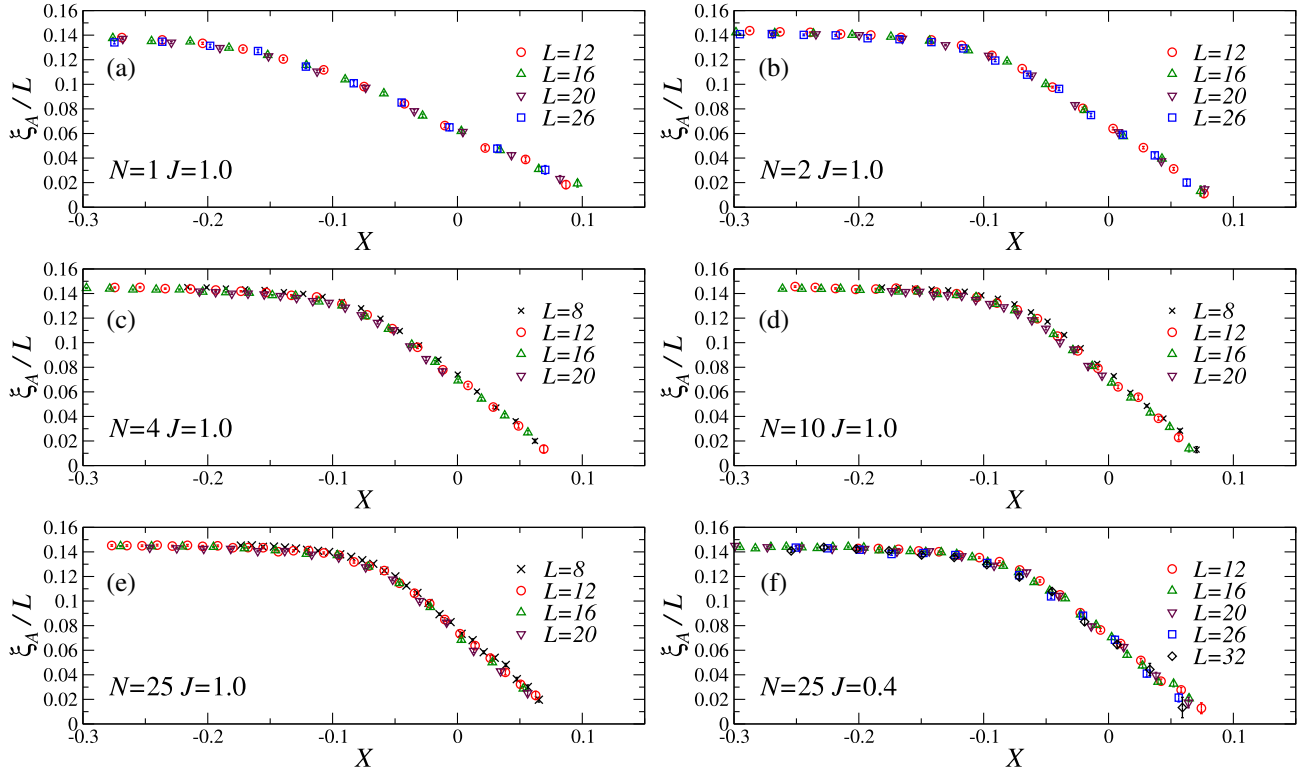 0.16
0.14
0.12
0.1
0.08
0.06
0.04
0.02
0
ξ_A / L
(a)
L=12
L=16
L=20
L=26
N=1 J=1.0
-0.3 -0.2 -0.1 0 0.1
X
0.16
0.14
0.12
0.1
0.08
0.06
0.04
0.02
0
ξ_A / L
(b)
L=12
L=16
L=20
L=26
N=2 J=1.0
-0.3 -0.2 -0.1 0 0.1
X
0.16
0.14
0.12
0.1
0.08
0.06
0.04
0.02
0
ξ_A / L
(c)
L=8
L=12
L=16
L=20
N=4 J=1.0
-0.3 -0.2 -0.1 0 0.1
X
0.16
0.14
0.12
0.1
0.08
0.06
0.04
0.02
0
ξ_A / L
(d)
L=8
L=12
L=16
L=20
N=10 J=1.0
-0.3 -0.2 -0.1 0 0.1
X
0.16
0.14
0.12
0.1
0.08
0.06
0.04
0.02
0
ξ_A / L
(e)
L=8
L=12
L=16
L=20
N=25 J=1.0
-0.3 -0.2 -0.1 0 0.1
X
0.16
0.14
0.12
0.1
0.08
0.06
0.04
0.02
0
ξ_A / L
(f)
L=12
L=16
L=20
L=26
L=32
N=25 J=0.4
-0.3 -0.2 -0.1 0 0.1
X